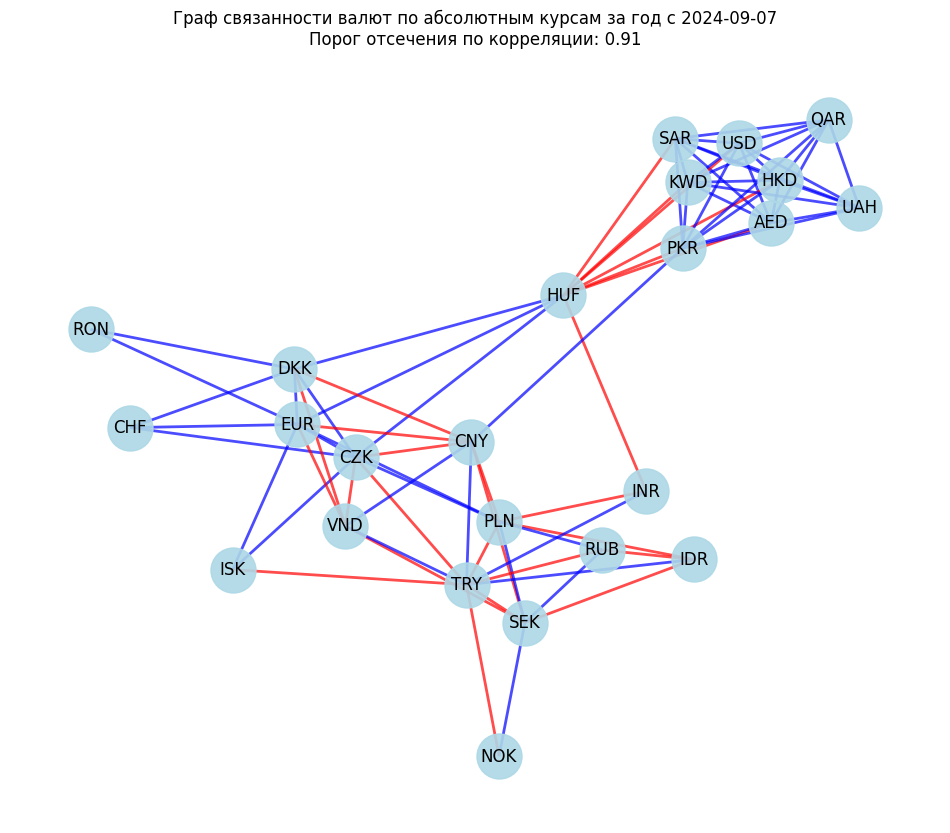 Граф связанности валют по абсолютным курсам за год с 2024-09-07
Порог отсечения по корреляции: 0.91
QAR
SAR
USD
HKD
KWD
UAH
AED
PKR
HUF
RON
DKK
EUR
CHF
CNY
CZK
INR
PLN
VND
RUB
IDR
ISK
TRY
SEK
NOK